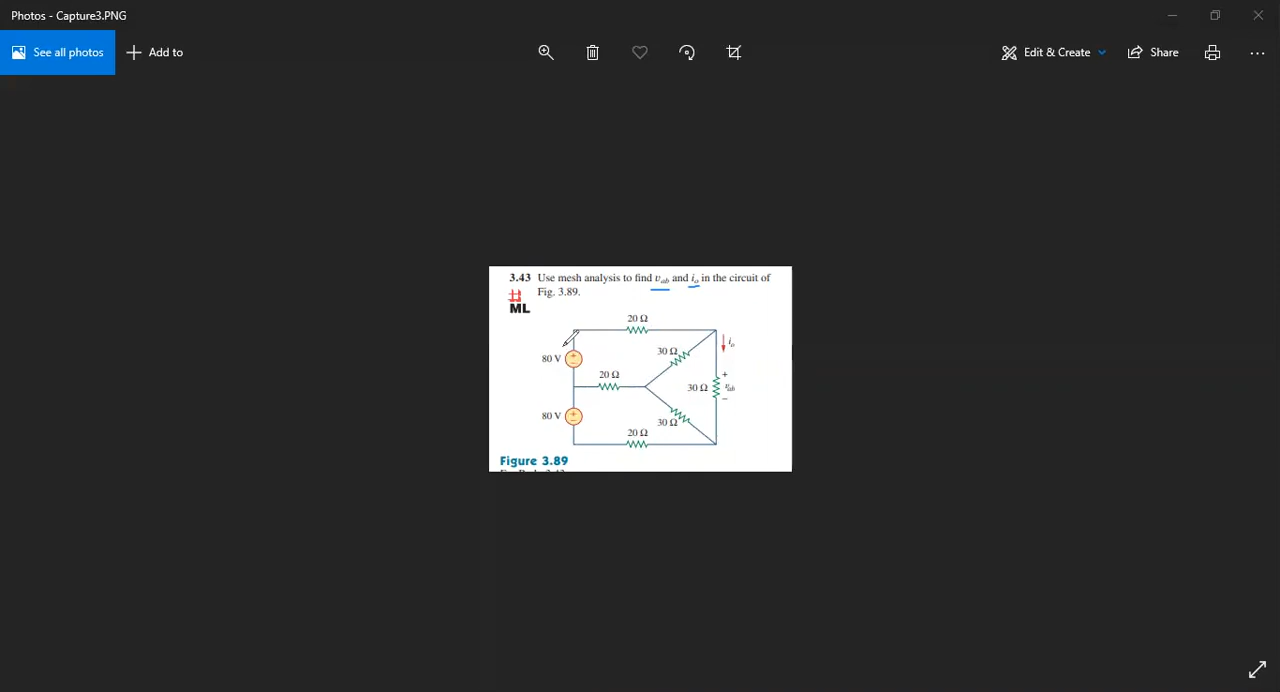 Photos - Capture3.PNG
See all photos
Add to
Edit & Create
Share
3.43 Use mesh analysis to find v_ab and i_o in the circuit of
Fig. 3.89.
ML
20 Ω
30 Ω
i_o
80 V
20 Ω
+
30 Ω
v_ab
−
80 V
30 Ω
20 Ω
Figure 3.89